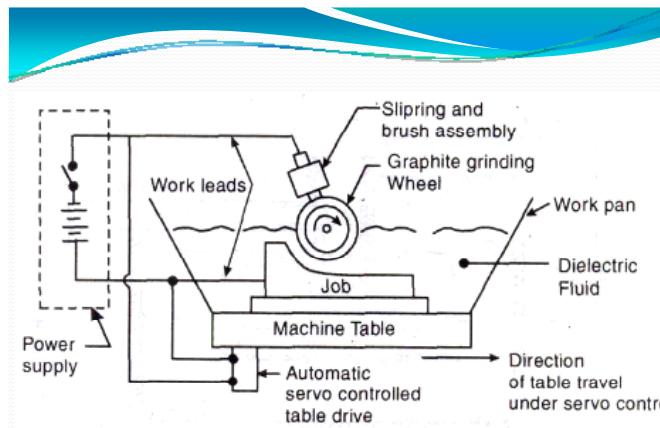 Slipring and
brush assembly
Graphite grinding
Wheel
Work leads
Work pan
Dielectric
Fluid
Job
Machine Table
Power
supply
Automatic
servo controlled
table drive
Direction
of table travel
under servo contr